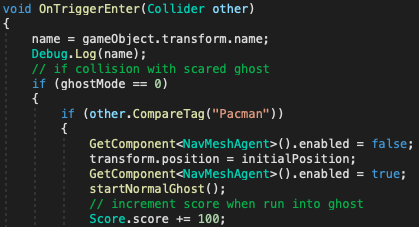 void OnTriggerEnter(Collider other)
{
name = gameObject.transform.name;
Debug.Log(name);
// if collision with scared ghost
if (ghostMode == 0)
{
if (other.CompareTag("Pacman"))
{
GetComponent<NavMeshAgent>().enabled = false;
transform.position = initialPosition;
GetComponent<NavMeshAgent>().enabled = true;
startNormalGhost();
// increment score when run into ghost
Score.score += 100;